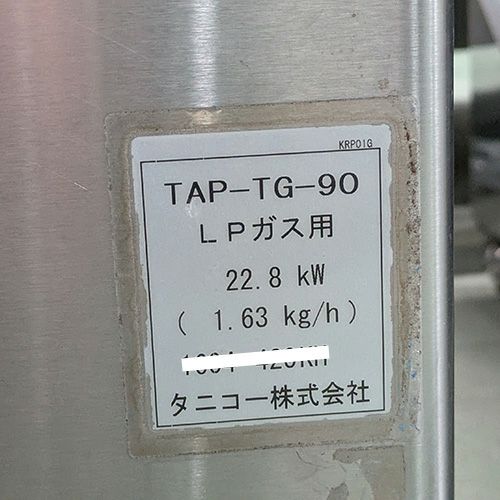 KRP01G
TAP-TG-90
LPガス用
22.8 kW
( 1.63 kg/h )
タニコー株式会社